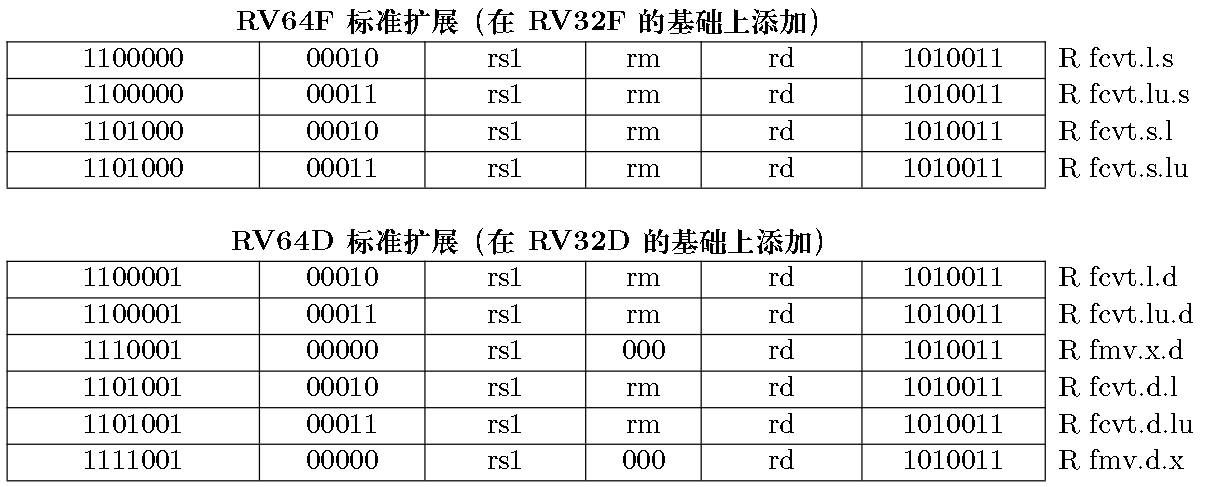 RV64F 标准扩展（在 RV32F 的基础上添加）
1100000 00010 rs1 rm rd 1010011 R fcvt.l.s
1100000 00011 rs1 rm rd 1010011 R fcvt.lu.s
1101000 00010 rs1 rm rd 1010011 R fcvt.s.l
1101000 00011 rs1 rm rd 1010011 R fcvt.s.lu
RV64D 标准扩展（在 RV32D 的基础上添加）
1100001 00010 rs1 rm rd 1010011 R fcvt.l.d
1100001 00011 rs1 rm rd 1010011 R fcvt.lu.d
1110001 00000 rs1 000 rd 1010011 R fmv.x.d
1101001 00010 rs1 rm rd 1010011 R fcvt.d.l
1101001 00011 rs1 rm rd 1010011 R fcvt.d.lu
1111001 00000 rs1 000 rd 1010011 R fmv.d.x